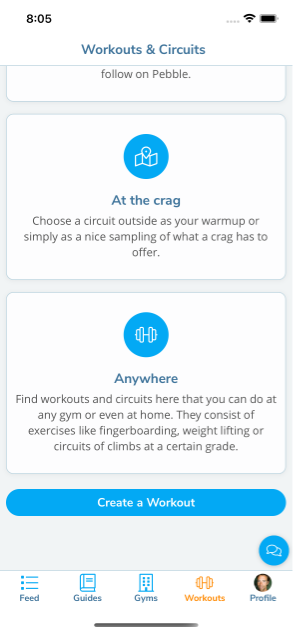 8:05
Workouts & Circuits
follow on Pebble.
At the crag
Choose a circuit outside as your warmup or
simply as a nice sampling of what a crag has to
offer.
Anywhere
Find workouts and circuits here that you can do at
any gym or even at home. They consist of
exercises like fingerboarding, weight lifting or
circuits of climbs at a certain grade.
Create a Workout
Feed Guides Gyms Workouts Profile